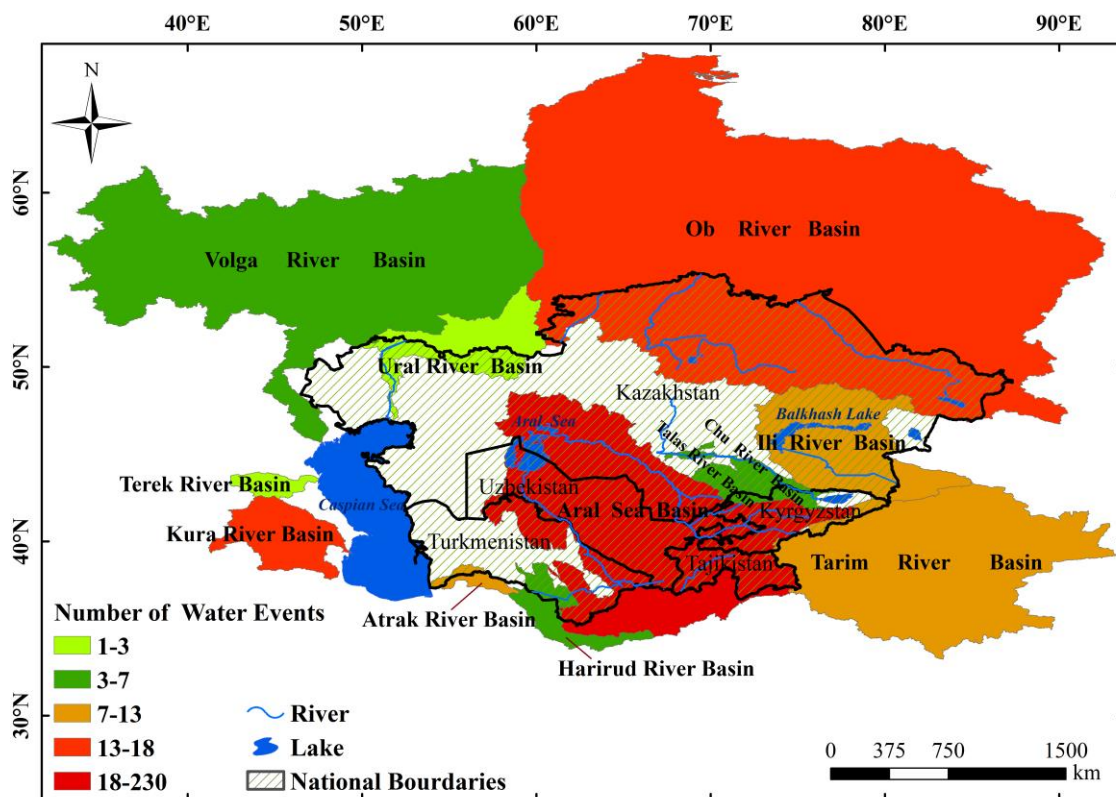 40°E 50°E 60°E 70°E 80°E 90°E
N
60°N
50°N
40°N
30°N
Ob River Basin
Volga River Basin
Ural River Basin
Kazakhstan
Balkhash Lake
Ili River Basin
Aral Sea
Chu River Basin
Talas River Basin
Terek River Basin
Caspian Sea
Uzbekistan
Aral Sea Basin
Kyrgyzstan
Kura River Basin
Turkmenistan
Tajikistan
Tarim River Basin
Atrak River Basin
Harirud River Basin
Number of Water Events
1-3
3-7
7-13
13-18
18-230
River
Lake
National Bourdaries
0 375 750 1500
km